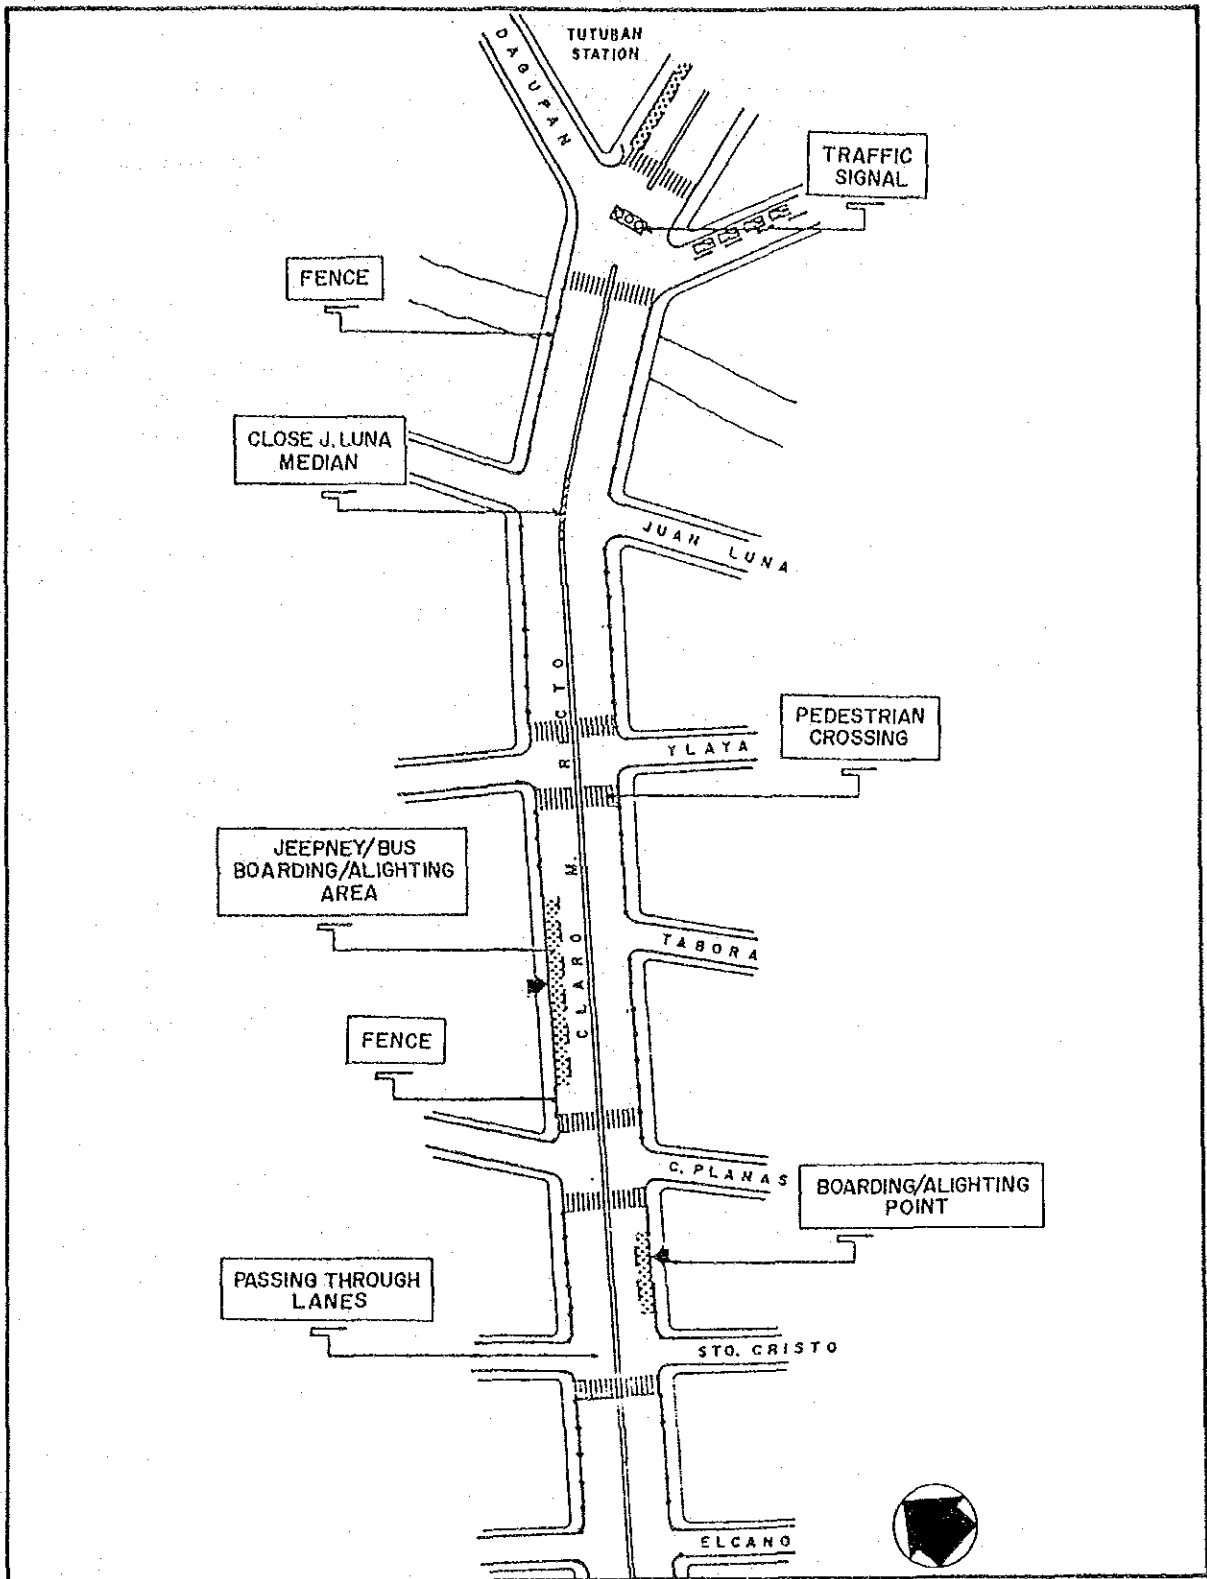 TUTUBAN
STATION
DAGUPAN
TRAFFIC
SIGNAL
FENCE
CLOSE J. LUNA
MEDIAN
JUAN LUNA
PEDESTRIAN
CROSSING
YLAYA
CLARO M. RECTO
JEEPNEY/BUS
BOARDING/ALIGHTING
AREA
TABORA
FENCE
C. PLANAS
BOARDING/ALIGHTING
POINT
PASSING THROUGH
LANES
STO. CRISTO
ELCANO